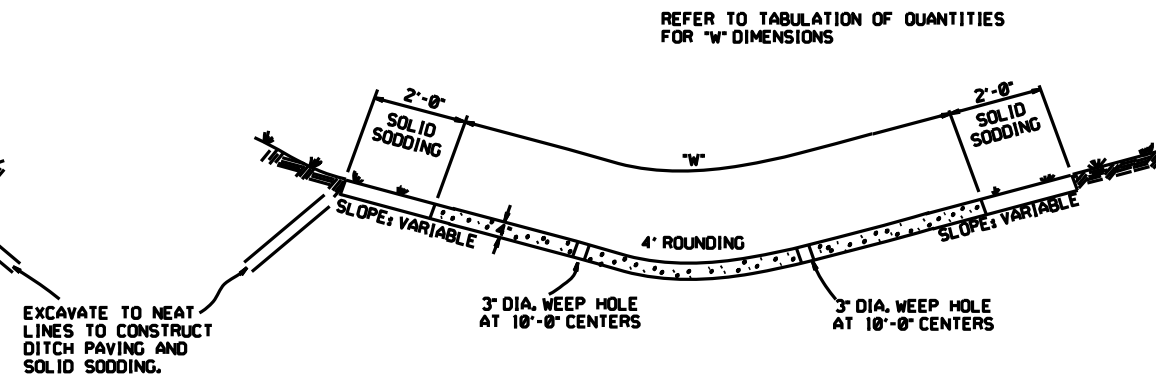 REFER TO TABULATION OF QUANTITIES
FOR "W" DIMENSIONS
2'-0"
SOLID
SODDING
2'-0"
SOLID
SODDING
"W"
SLOPE: VARIABLE
4' ROUNDING
SLOPE: VARIABLE
3" DIA. WEEP HOLE
AT 10'-0" CENTERS
3" DIA. WEEP HOLE
AT 10'-0" CENTERS
EXCAVATE TO NEAT
LINES TO CONSTRUCT
DITCH PAVING AND
SOLID SODDING.